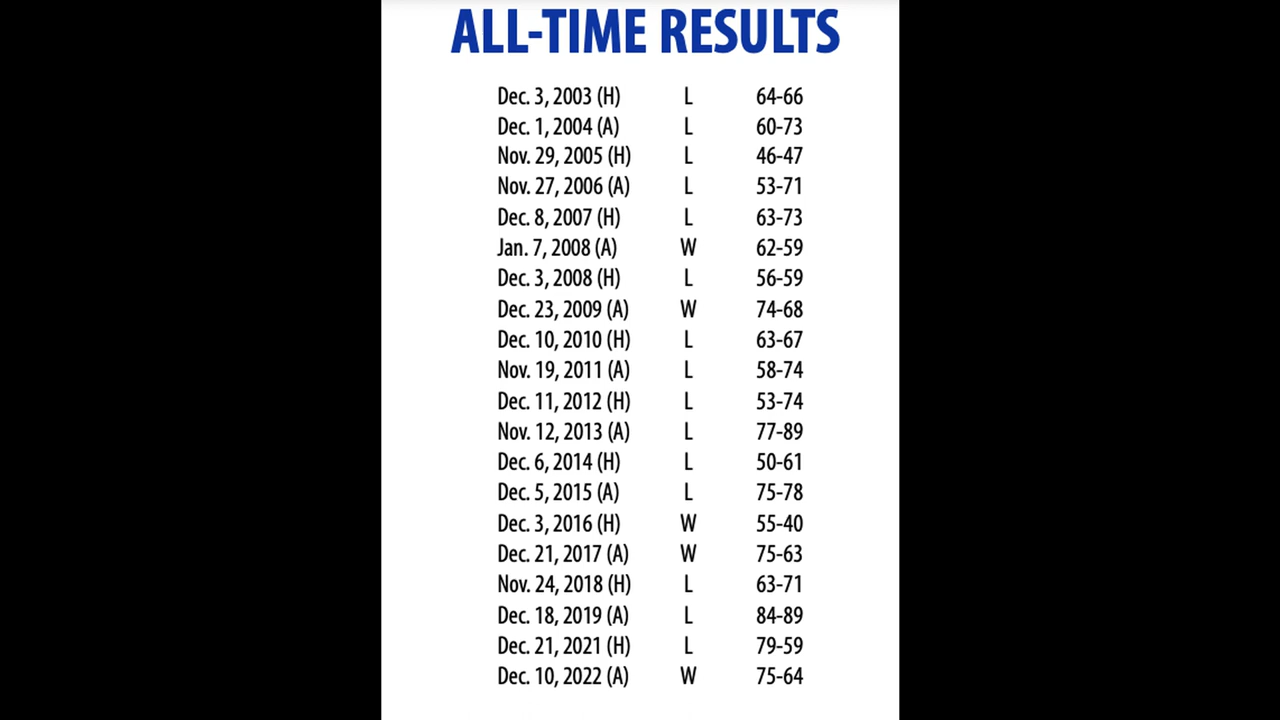 ALL-TIME RESULTS
Dec. 3, 2003 (H) L 64-66
Dec. 1, 2004 (A) L 60-73
Nov. 29, 2005 (H) L 46-47
Nov. 27, 2006 (A) L 53-71
Dec. 8, 2007 (H) L 63-73
Jan. 7, 2008 (A) W 62-59
Dec. 3, 2008 (H) L 56-59
Dec. 23, 2009 (A) W 74-68
Dec. 10, 2010 (H) L 63-67
Nov. 19, 2011 (A) L 58-74
Dec. 11, 2012 (H) L 53-74
Nov. 12, 2013 (A) L 77-89
Dec. 6, 2014 (H) L 50-61
Dec. 5, 2015 (A) L 75-78
Dec. 3, 2016 (H) W 55-40
Dec. 21, 2017 (A) W 75-63
Nov. 24, 2018 (H) L 63-71
Dec. 18, 2019 (A) L 84-89
Dec. 21, 2021 (H) L 79-59
Dec. 10, 2022 (A) W 75-64